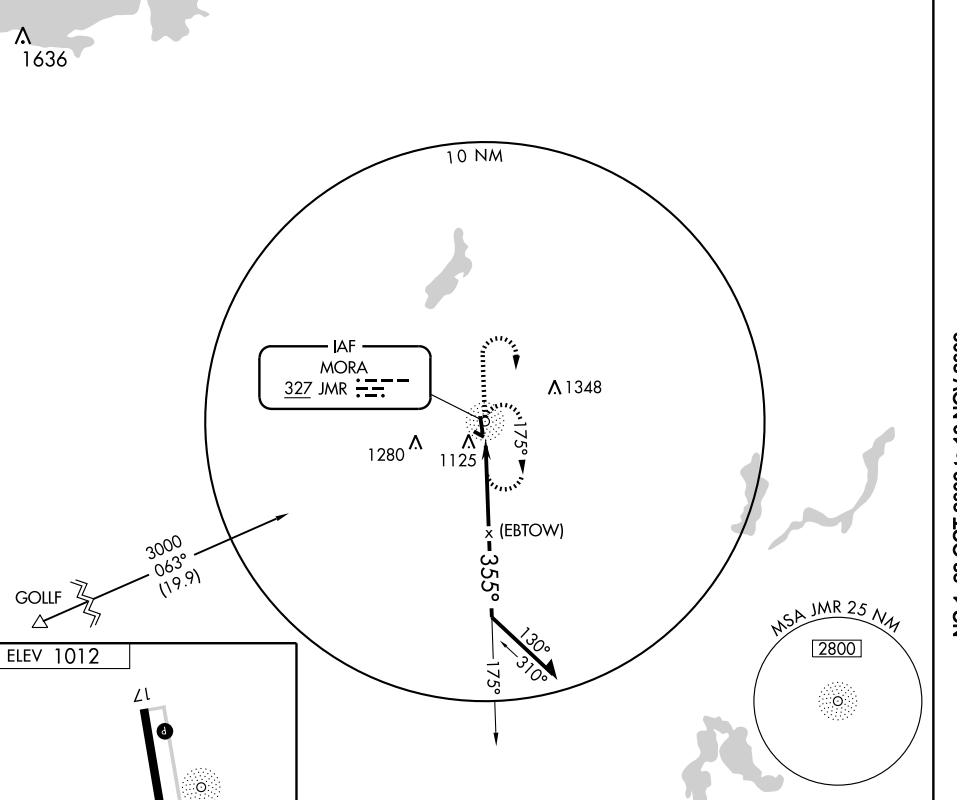 1636
10 NM
IAF
MORA
327 JMR
1348
1280
1125
175°
(EBTOW)
3000
063°
(19.9)
GOLLF
355°
130°
310°
175°
MSA JMR 25 NM
2800
ELEV 1012
17
P